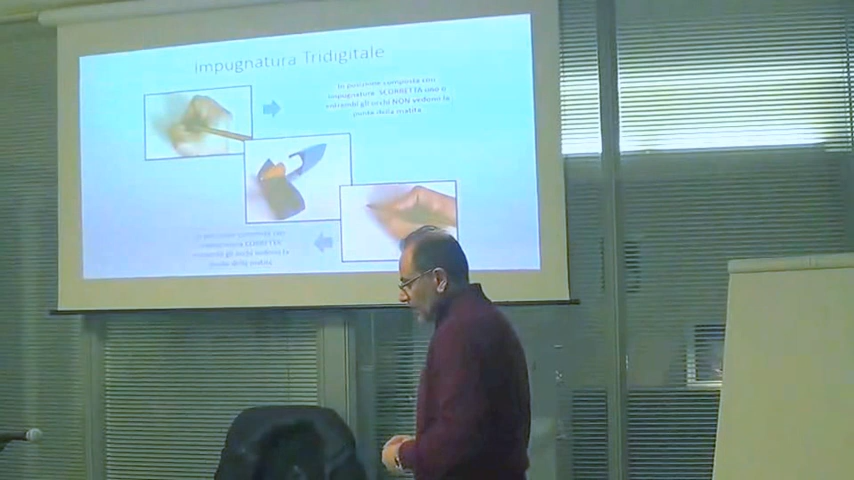 Impugnatura Tridigitale
In posizione composta con
impugnatura SCORRETTA uno o
entrambi gli occhi NON vedono la
punta della matita
In posizione composta con
impugnatura CORRETTA
entrambi gli occhi vedono la
punta della matita